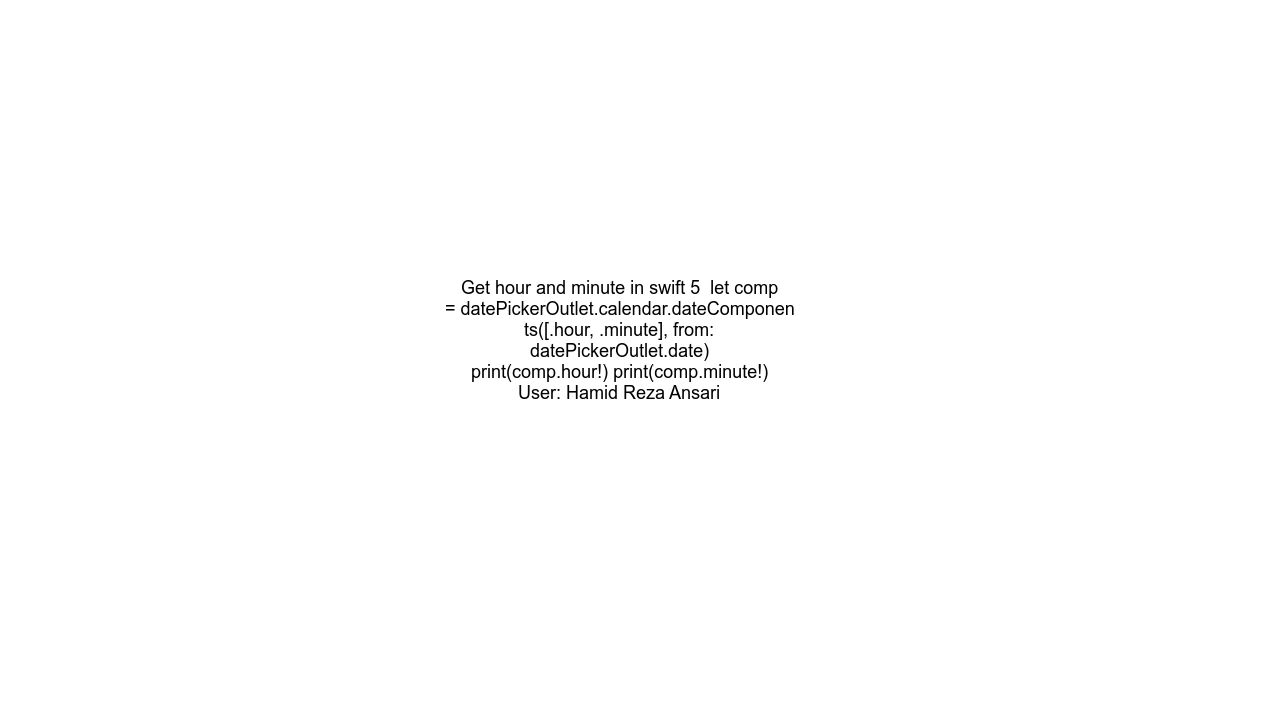 Get hour and minute in swift 5  let comp
= datePickerOutlet.calendar.dateComponen
ts([.hour, .minute], from:
datePickerOutlet.date)
print(comp.hour!) print(comp.minute!)
User: Hamid Reza Ansari